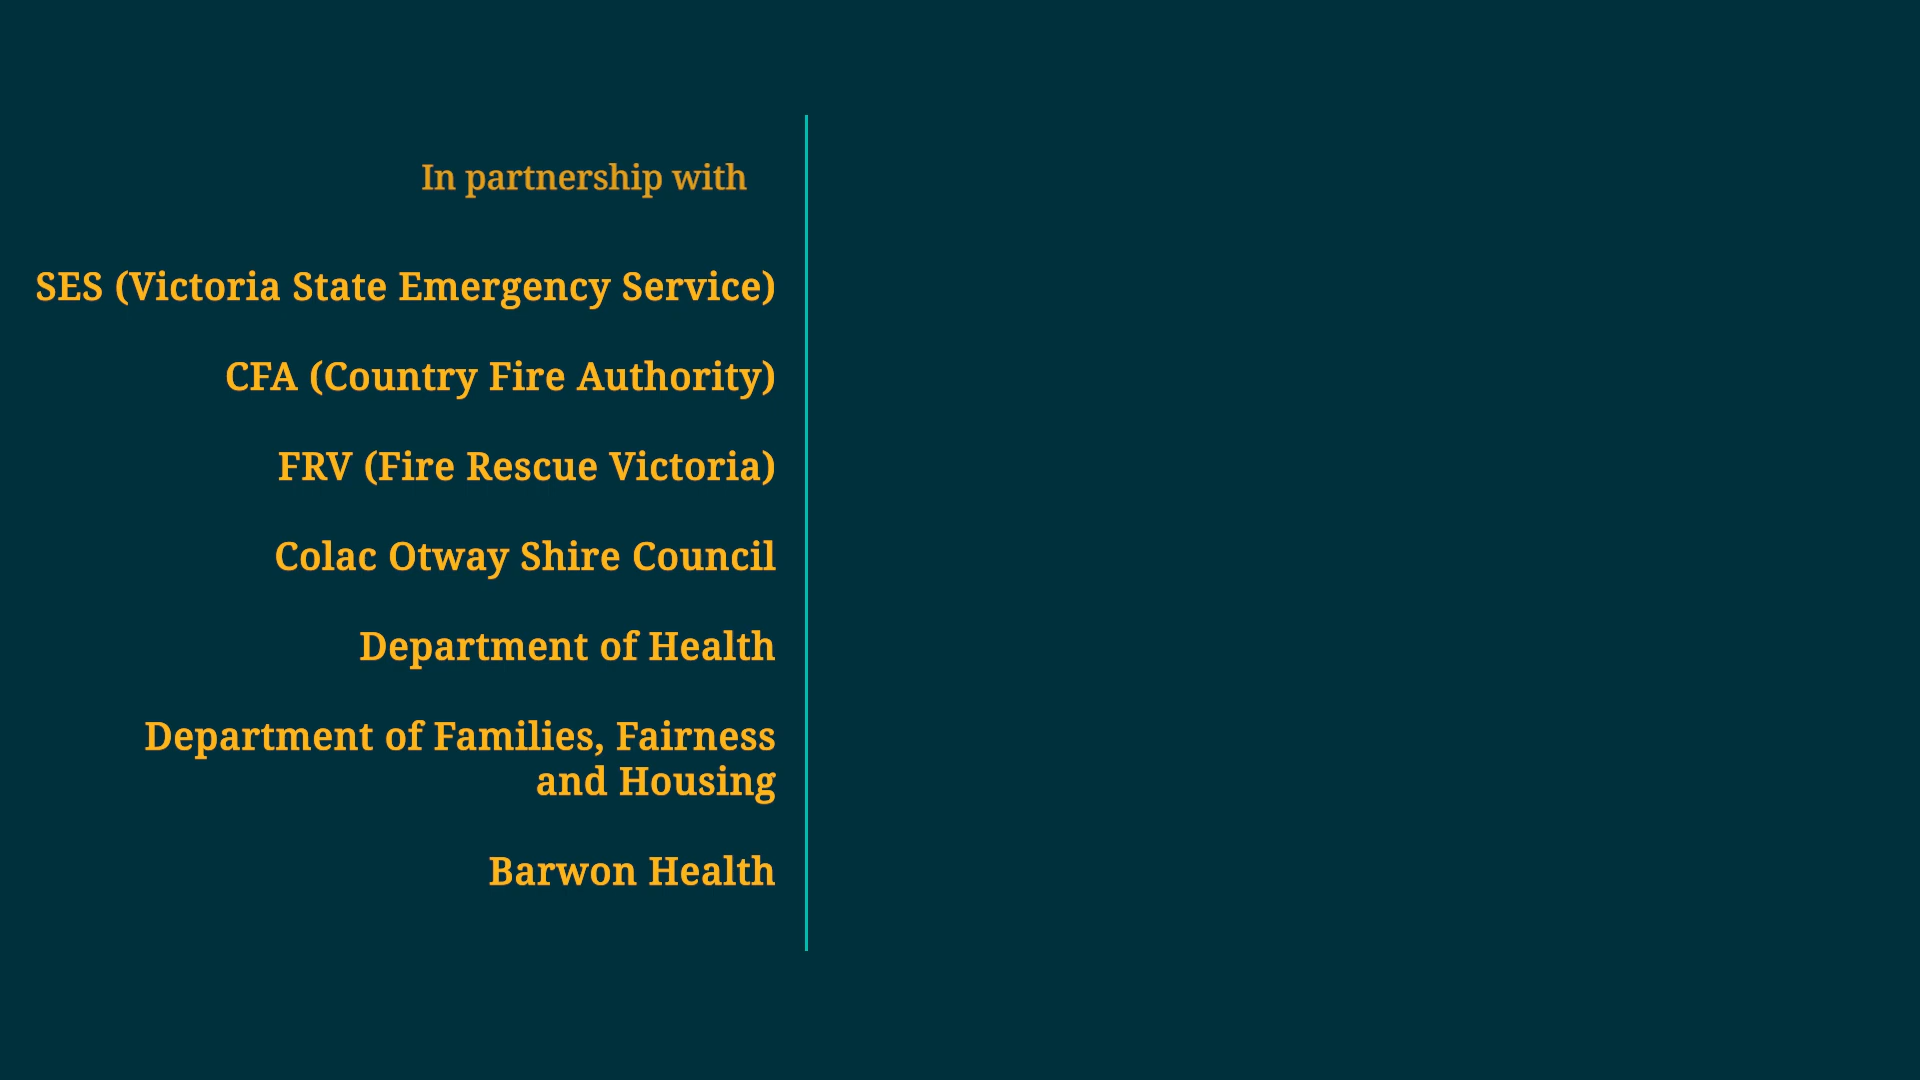 In partnership with
SES (Victoria State Emergency Service)
CFA (Country Fire Authority)
FRV (Fire Rescue Victoria)
Colac Otway Shire Council
Department of Health
Department of Families, Fairness
and Housing
Barwon Health